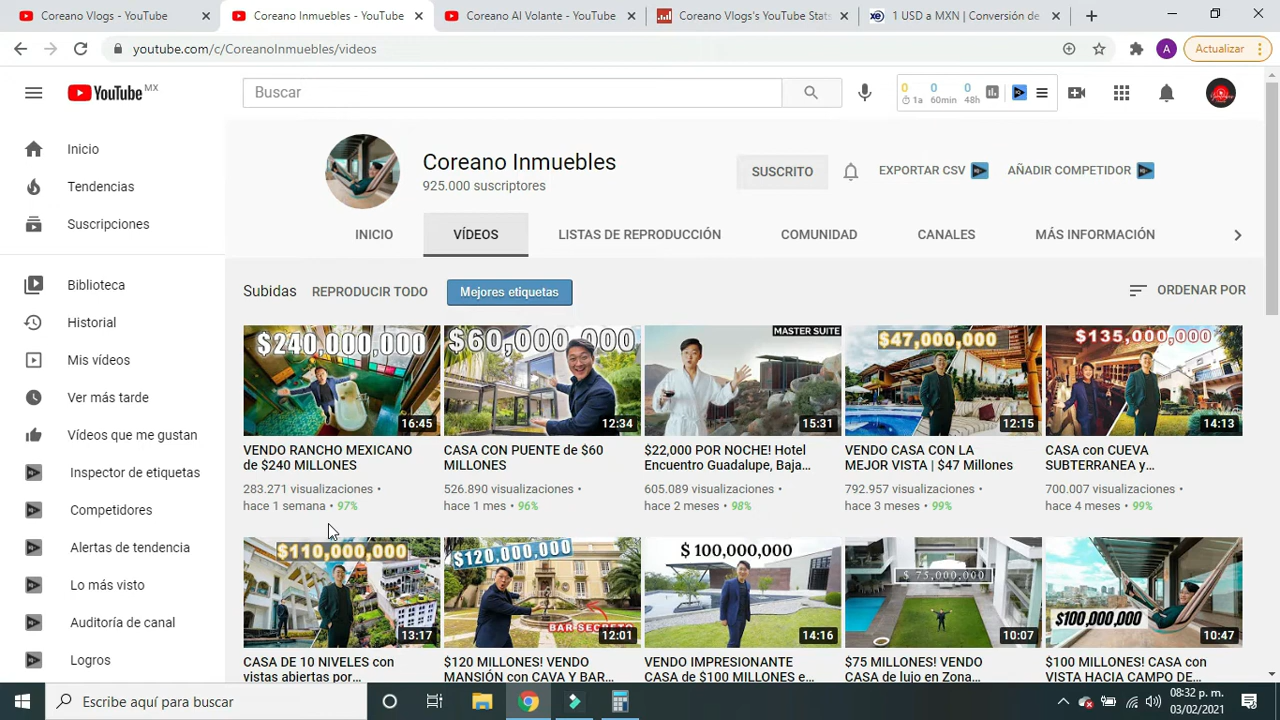 Coreano Vlogs - YouTube
Coreano Inmuebles - YouTube
Coreano Al Volante - YouTube
Coreano Vlogs's YouTube Stats
1 USD a MXN | Conversión de
youtube.com/c/CoreanoInmuebles/videos
A
Actualizar
YouTube MX
Buscar
0 0 0
1a 60min 48h
Inicio
Tendencias
Suscripciones
Biblioteca
Historial
Mis vídeos
Ver más tarde
Vídeos que me gustan
Inspector de etiquetas
Competidores
Alertas de tendencia
Lo más visto
Auditoría de canal
Logros
Coreano Inmuebles
925.000 suscriptores
SUSCRITO
EXPORTAR CSV
AÑADIR COMPETIDOR
INICIO
VÍDEOS
LISTAS DE REPRODUCCIÓN
COMUNIDAD
CANALES
MÁS INFORMACIÓN
Subidas
REPRODUCIR TODO
Mejores etiquetas
ORDENAR POR
$240,000,000
16:45
VENDO RANCHO MEXICANO
de $240 MILLONES
283.271 visualizaciones •
hace 1 semana • 97%
$60,000,000
12:34
CASA CON PUENTE de $60
MILLONES
526.890 visualizaciones •
hace 1 mes • 96%
MASTER SUITE
15:31
$22,000 POR NOCHE! Hotel
Encuentro Guadalupe, Baja...
605.089 visualizaciones •
hace 2 meses • 98%
$47,000,000
12:15
VENDO CASA CON LA
MEJOR VISTA | $47 Millones
792.957 visualizaciones •
hace 3 meses • 99%
$135,000,000
14:13
CASA con CUEVA
SUBTERRANEA y...
700.007 visualizaciones •
hace 4 meses • 99%
$110,000,000
13:17
CASA DE 10 NIVELES con
vistas abiertas por...
$120,000,000
BAR SECRETO
12:01
$120 MILLONES! VENDO
MANSIÓN con CAVA Y BAR
$ 100,000,000
14:16
VENDO IMPRESIONANTE
CASA de $100 MILLONES e...
$ 75,000,000
10:07
$75 MILLONES! VENDO
CASA de lujo en Zona
$100,000,000
10:47
$100 MILLONES! CASA con
VISTA HACIA CAMPO DE
Escribe aquí para buscar
08:32 p. m.
03/02/2021